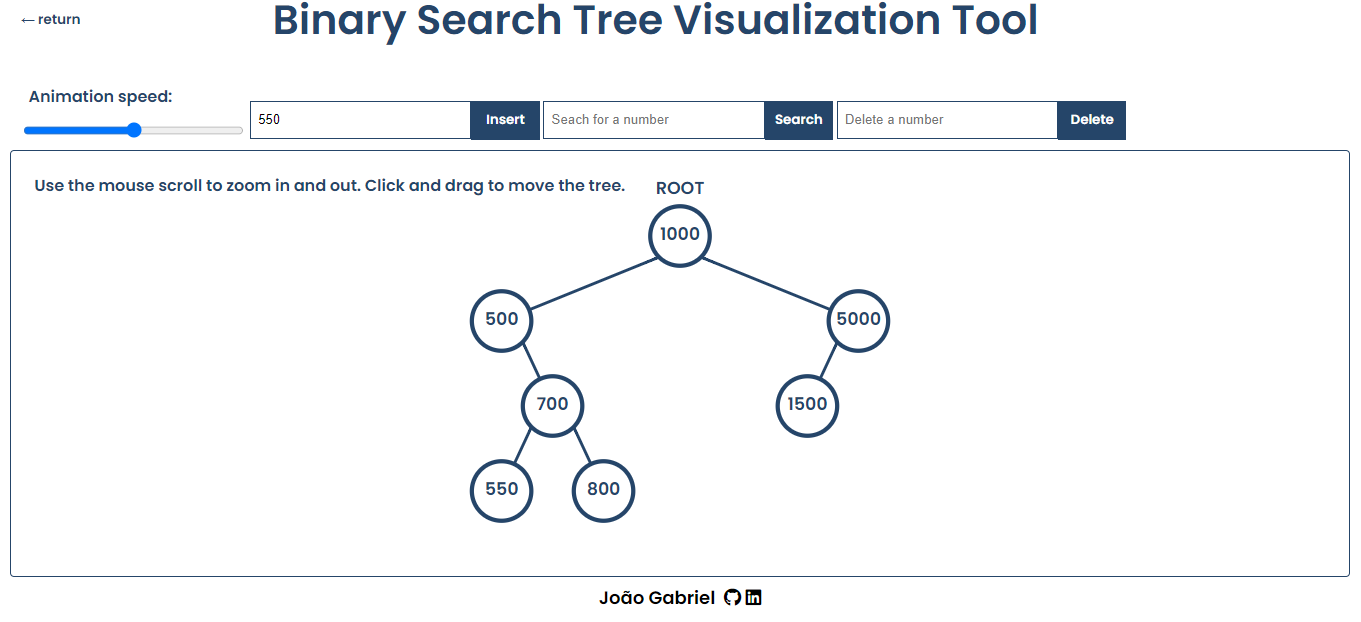 ← return
Binary Search Tree Visualization Tool
Animation speed:
550 Insert Seach for a number Search Delete a number Delete
Use the mouse scroll to zoom in and out. Click and drag to move the tree.
ROOT
1000
500 5000
700 1500
550 800
João Gabriel in